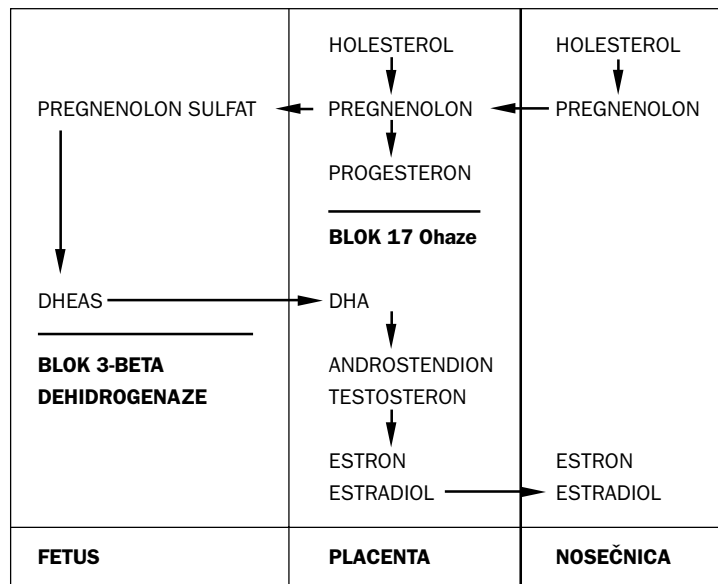 HOLESTEROL HOLESTEROL
PREGNENOLON SULFAT PREGNENOLON PREGNENOLON
PROGESTERON
BLOK 17 Ohaze
DHEAS DHA
BLOK 3-BETA ANDROSTENDION
DEHIDROGENAZE TESTOSTERON
ESTRON ESTRON
ESTRADIOL ESTRADIOL
FETUS PLACENTA NOSEČNICA